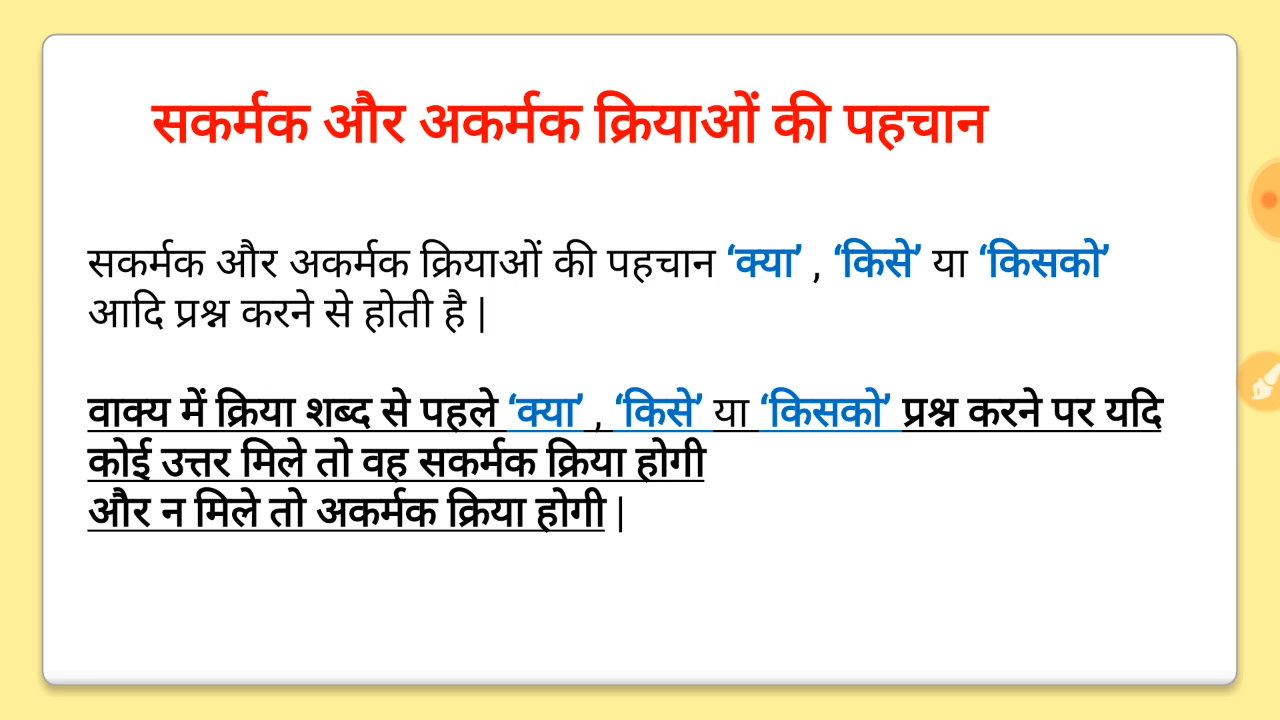 सकर्मक और अकर्मक क्रियाओं की पहचान
सकर्मक और अकर्मक क्रियाओं की पहचान ‘क्या’ , ‘किसे’ या ‘किसको’
आदि प्रश्न करने से होती है |
वाक्य में क्रिया शब्द से पहले ‘क्या’ , ‘किसे’ या ‘किसको’ प्रश्न करने पर यदि
कोई उत्तर मिले तो वह सकर्मक क्रिया होगी
और न मिले तो अकर्मक क्रिया होगी |